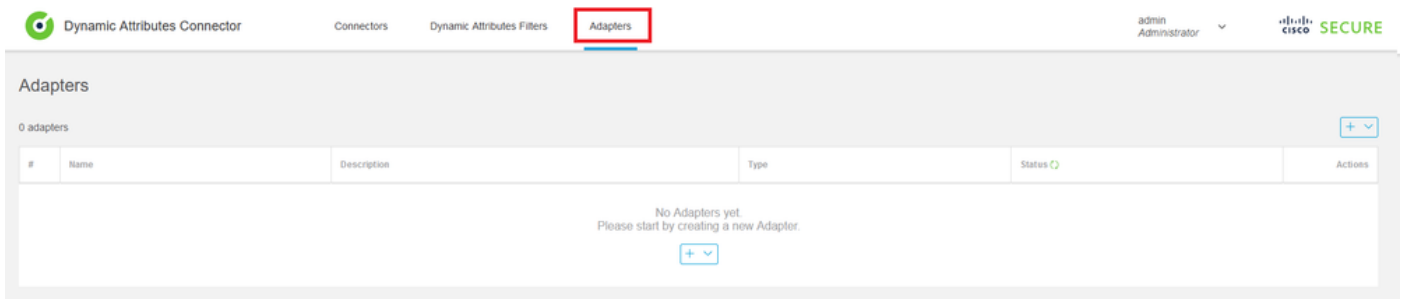 Dynamic Attributes Connector Connectors Dynamic Attributes Filters Adapters admin
Administrator
cisco SECURE
Adapters
0 adapters
+
# Name Description Type Status Actions
No Adapters yet.
Please start by creating a new Adapter.
+